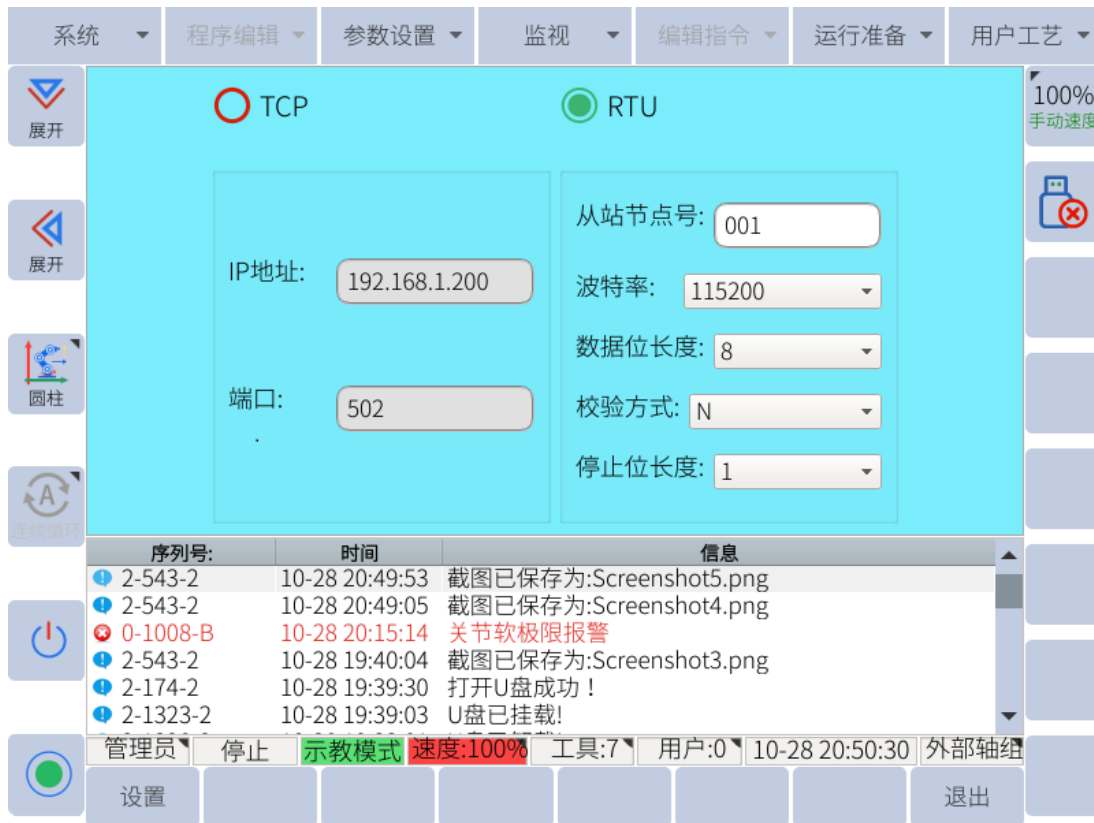 系统 程序编辑 参数设置 监视 编辑指令 运行准备 用户工艺
展开
100%
手动速度
TCP RTU
展开
从站节点号: 001
IP地址: 192.168.1.200
波特率: 115200
数据位长度: 8
圆柱
端口: 502
校验方式: N
停止位长度: 1
A
连续循环
序列号: 时间 信息
2-543-2 10-28 20:49:53 截图已保存为:Screenshot5.png
2-543-2 10-28 20:49:05 截图已保存为:Screenshot4.png
0-1008-B 10-28 20:15:14 关节软极限报警
2-543-2 10-28 19:40:04 截图已保存为:Screenshot3.png
2-174-2 10-28 19:39:30 打开U盘成功！
2-1323-2 10-28 19:39:03 U盘已挂载!
管理员 停止 示教模式 速度:100% 工具:7 用户:0 10-28 20:50:30 外部轴组
设置 退出